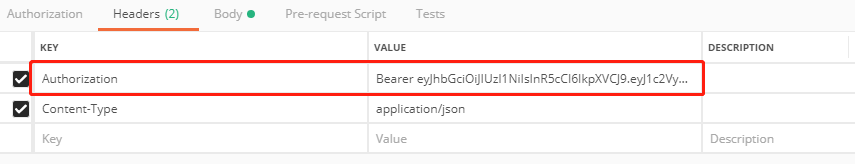 Authorization Headers (2) Body Pre-request Script Tests
KEY VALUE DESCRIPTION
Authorization Bearer eyJhbGciOiJIUzI1NiIsInR5cCI6IkpXVCJ9.eyJ1c2Vy...
Content-Type application/json
Key Value Description